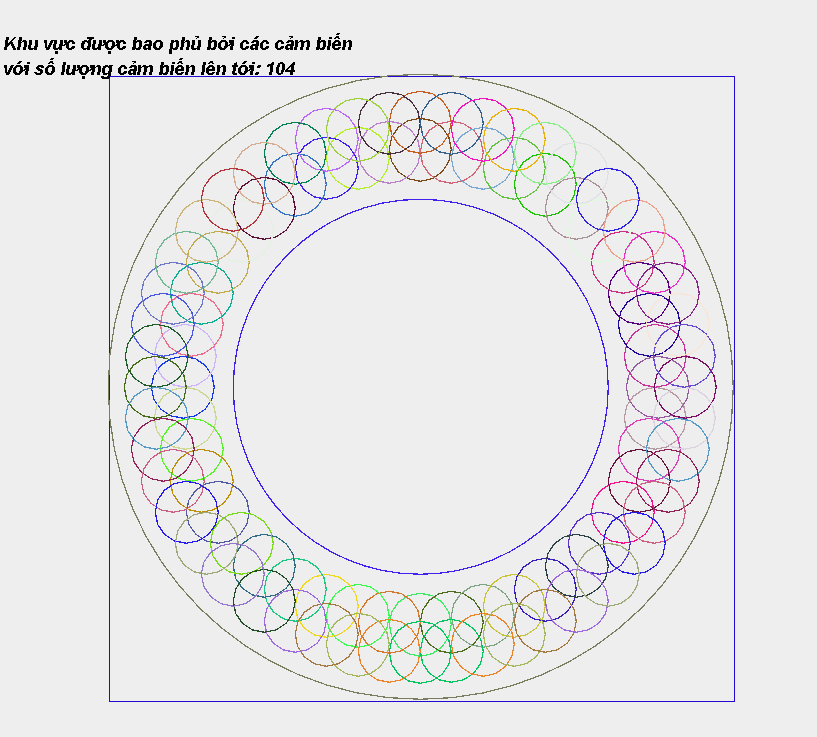 Khu vực được bao phủ bởi các cảm biến
với số lượng cảm biến lên tới: 104